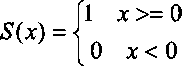 S(x) = { 1 x >= 0
0 x < 0